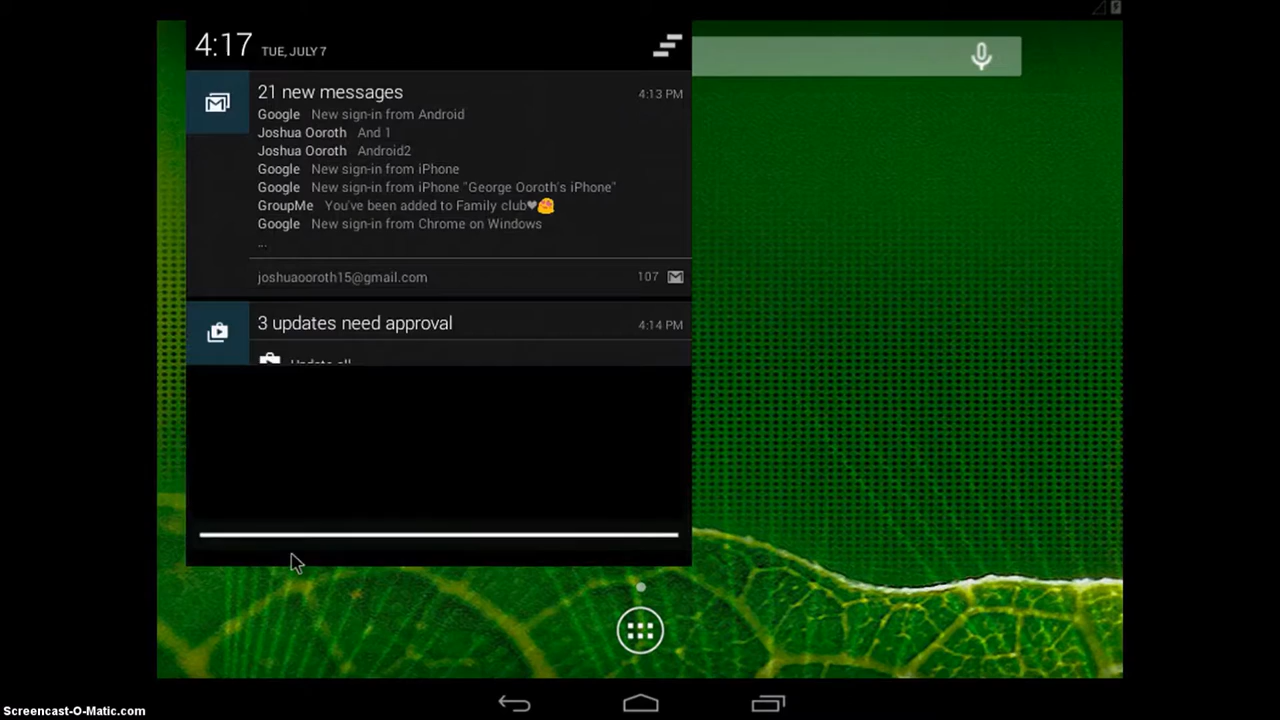 4:17 TUE, JULY 7
21 new messages 4:13 PM
Google New sign-in from Android
Joshua Ooroth And 1
Joshua Ooroth Android2
Google New sign-in from iPhone
Google New sign-in from iPhone "George Ooroth's iPhone"
GroupMe You've been added to Family club❤😍
Google New sign-in from Chrome on Windows
...
joshuaooroth15@gmail.com 107
3 updates need approval 4:14 PM
Update all
Screencast-O-Matic.com